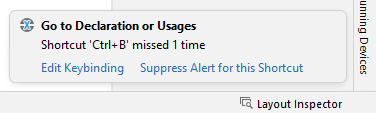 Go to Declaration or Usages
Shortcut 'Ctrl+B' missed 1 time
Edit Keybinding Suppress Alert for this Shortcut
Layout Inspector
Devices